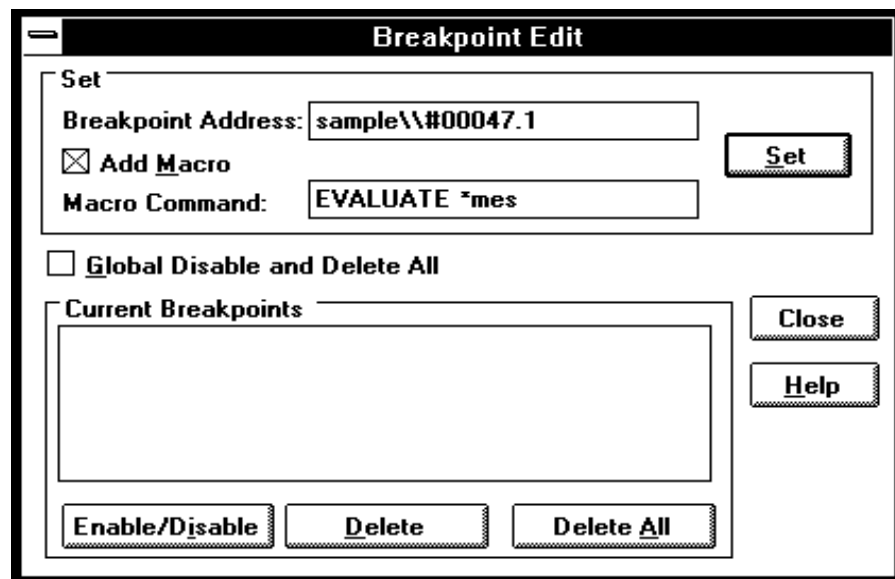 Breakpoint Edit
Set
Breakpoint Address: sample\\#00047.1
Add Macro
Set
Macro Command: EVALUATE *mes
Global Disable and Delete All
Current Breakpoints
Close
Help
Enable/Disable Delete Delete All